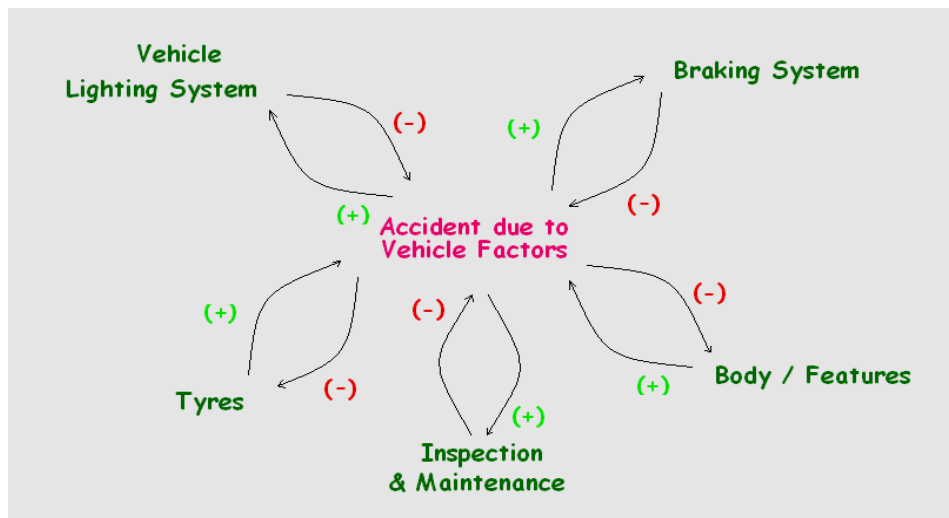 Vehicle
Lighting System
Braking System
(-)
(+)
(+)
(-)
Accident due to
Vehicle Factors
(+)
(-)
(-)
(+)
(-)
(+)
Body / Features
Tyres
(+)
Inspection
& Maintenance